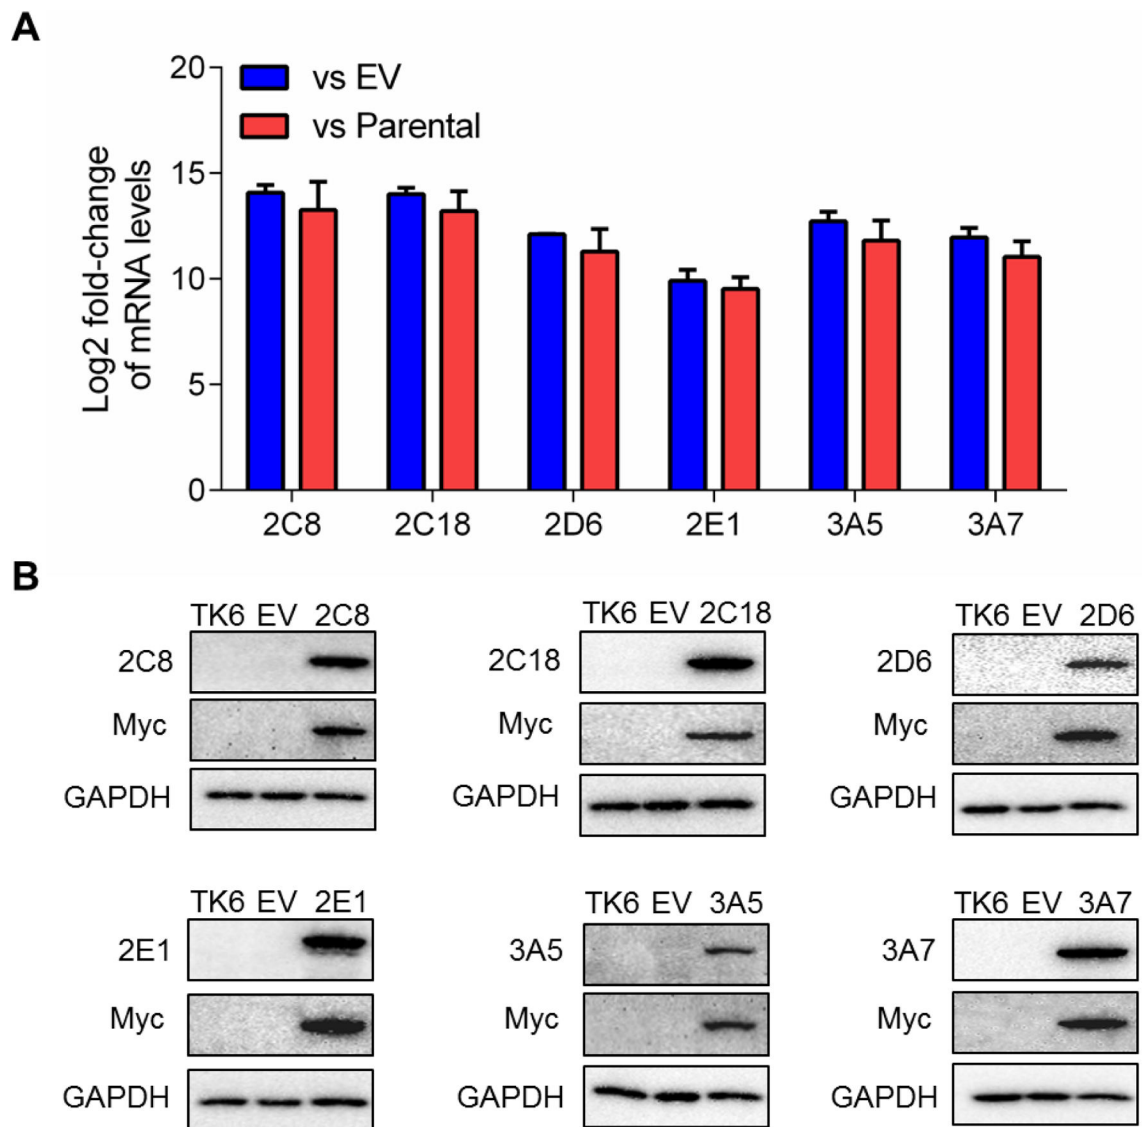 A
20
vs EV
vs Parental
15
10
5
0
Log2 fold-change
of mRNA levels
2C8 2C18 2D6 2E1 3A5 3A7
B
TK6 EV 2C8
2C8
Myc
GAPDH
TK6 EV 2C18
2C18
Myc
GAPDH
TK6 EV 2D6
2D6
Myc
GAPDH
TK6 EV 2E1
2E1
Myc
GAPDH
TK6 EV 3A5
3A5
Myc
GAPDH
TK6 EV 3A7
3A7
Myc
GAPDH